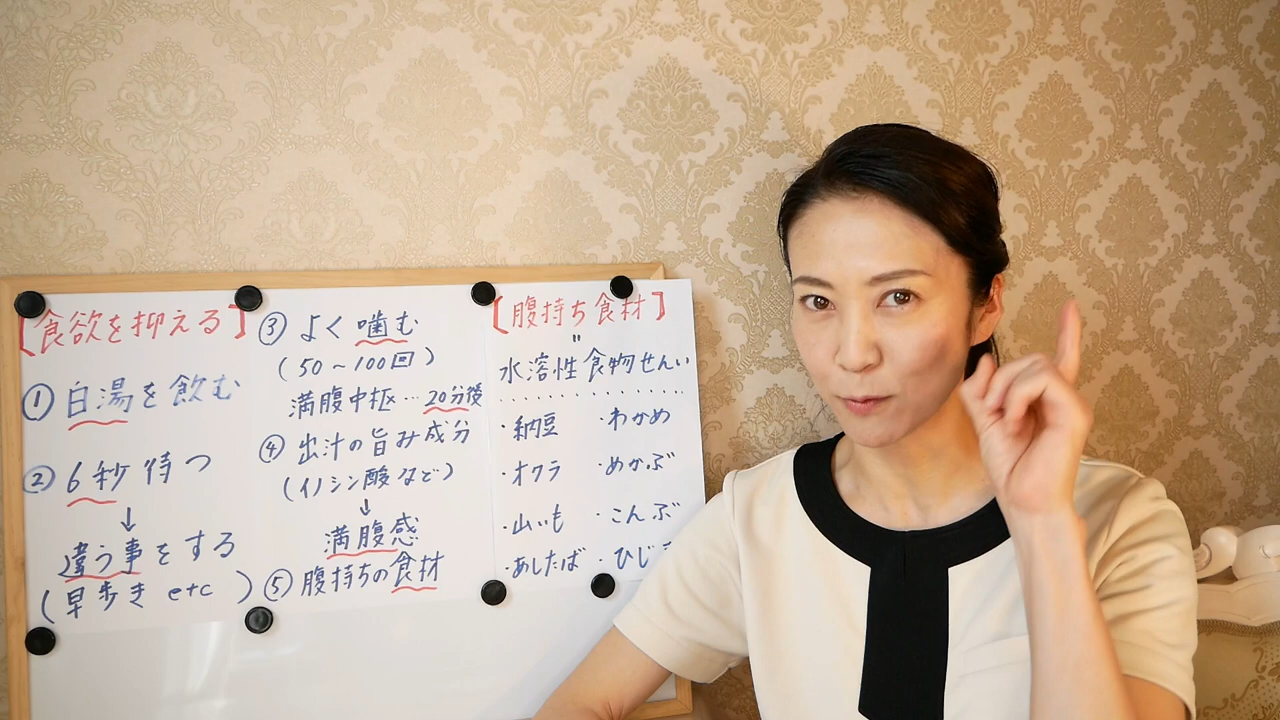 【食欲を抑える】
① 白湯を飲む
② 6秒待つ
↓
違う事をする
(早歩き etc )
③ よく噛む
(50〜100回)
満腹中枢…20分後
④ 出汁の旨み成分
(イノシン酸など)
↓
満腹感
⑤ 腹持ちの食材
【腹持ち食材】
〃
水溶性食物せんい
・納豆 ・わかめ
・オクラ ・めかぶ
・山いも ・こんぶ
・あしたば ・ひじ